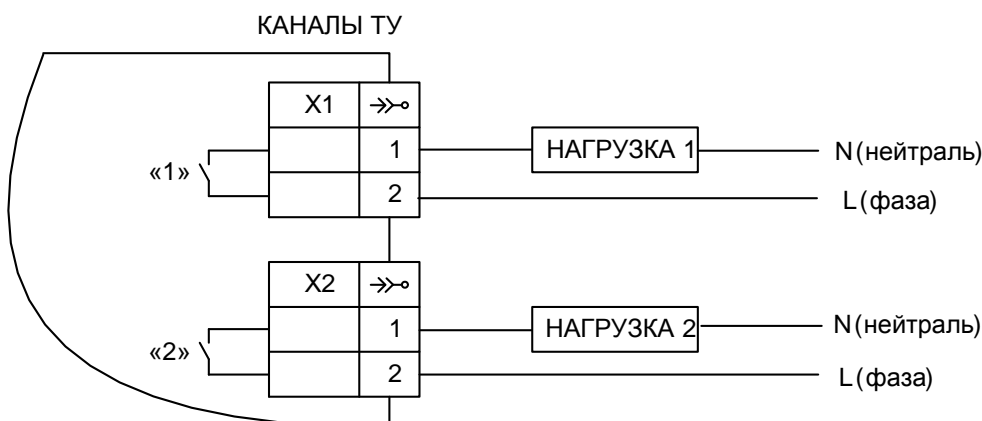 КАНАЛЫ ТУ
X1
1 НАГРУЗКА 1 N(нейтраль)
«1»
2 L(фаза)
X2
1 НАГРУЗКА 2 N(нейтраль)
«2»
2 L(фаза)